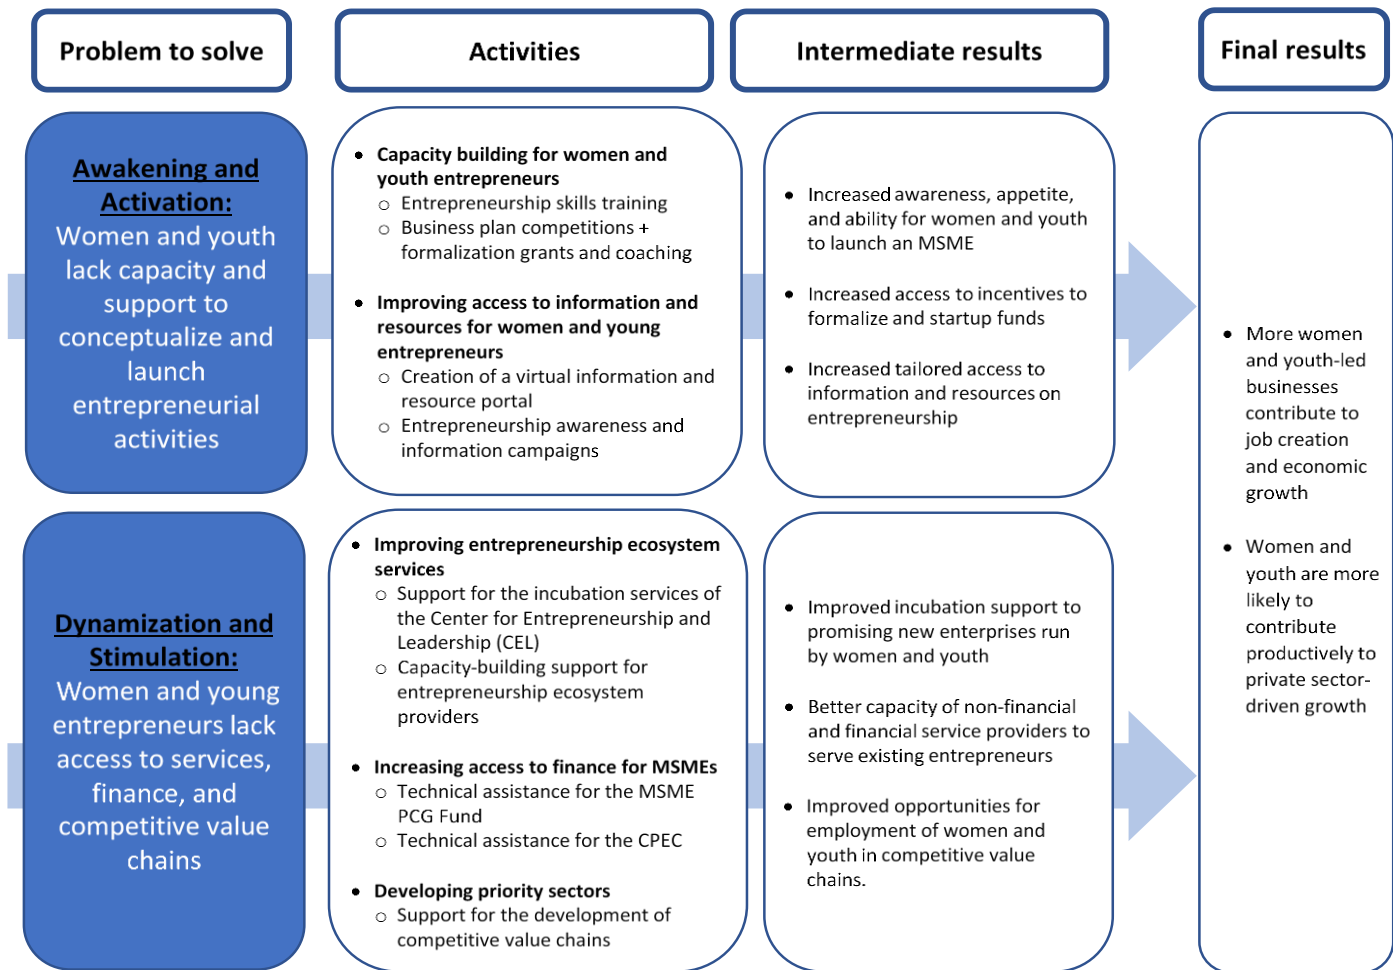 Problem to solve
Activities
Intermediate results
Final results
Awakening and
Activation:
Women and youth
lack capacity and
support to
conceptualize and
launch
entrepreneurial
activities
• Capacity building for women and
youth entrepreneurs
o Entrepreneurship skills training
o Business plan competitions +
formalization grants and coaching
• Improving access to information and
resources for women and young
entrepreneurs
o Creation of a virtual information and
resource portal
o Entrepreneurship awareness and
information campaigns
• Increased awareness, appetite,
and ability for women and youth
to launch an MSME
• Increased access to incentives to
formalize and startup funds
• Increased tailored access to
information and resources on
entrepreneurship
Dynamization and
Stimulation:
Women and young
entrepreneurs lack
access to services,
finance, and
competitive value
chains
• Improving entrepreneurship ecosystem
services
o Support for the incubation services of
the Center for Entrepreneurship and
Leadership (CEL)
o Capacity-building support for
entrepreneurship ecosystem
providers
• Increasing access to finance for MSMEs
o Technical assistance for the MSME
PCG Fund
o Technical assistance for the CPEC
• Developing priority sectors
o Support for the development of
competitive value chains
• Improved incubation support to
promising new enterprises run
by women and youth
• Better capacity of non-financial
and financial service providers to
serve existing entrepreneurs
• Improved opportunities for
employment of women and
youth in competitive value
chains.
• More women
and youth-led
businesses
contribute to
job creation
and economic
growth
• Women and
youth are more
likely to
contribute
productively to
private sector-
driven growth